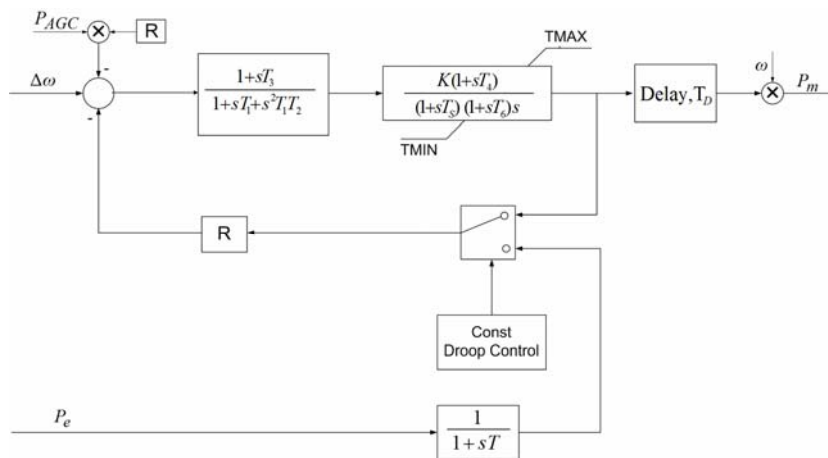 P_AGC
R
Δω
-
-
1+sT_3
1+sT_1+s^2T_1T_2
TMAX
K(1+sT_4)
(1+sT_S)(1+sT_6)s
TMIN
Delay,T_D
ω
P_m
R
Const
Droop Control
P_e
1
1+sT